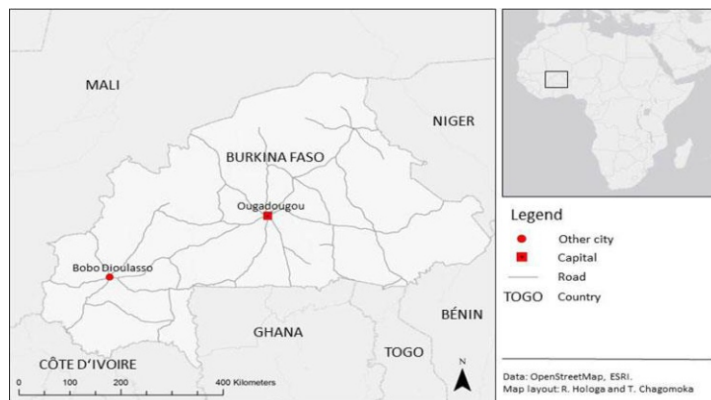 MALI
NIGER
BURKINA FASO
Ougadougou
Bobo Dioulasso
GHANA
TOGO
BÉNIN
CÔTE D'IVOIRE
0 100 200 400 Kilometers
N
Legend
Other city
Capital
Road
TOGO Country
Data: OpenStreetMap, ESRI.
Map layout: R. Hologa and T. Chagomoka